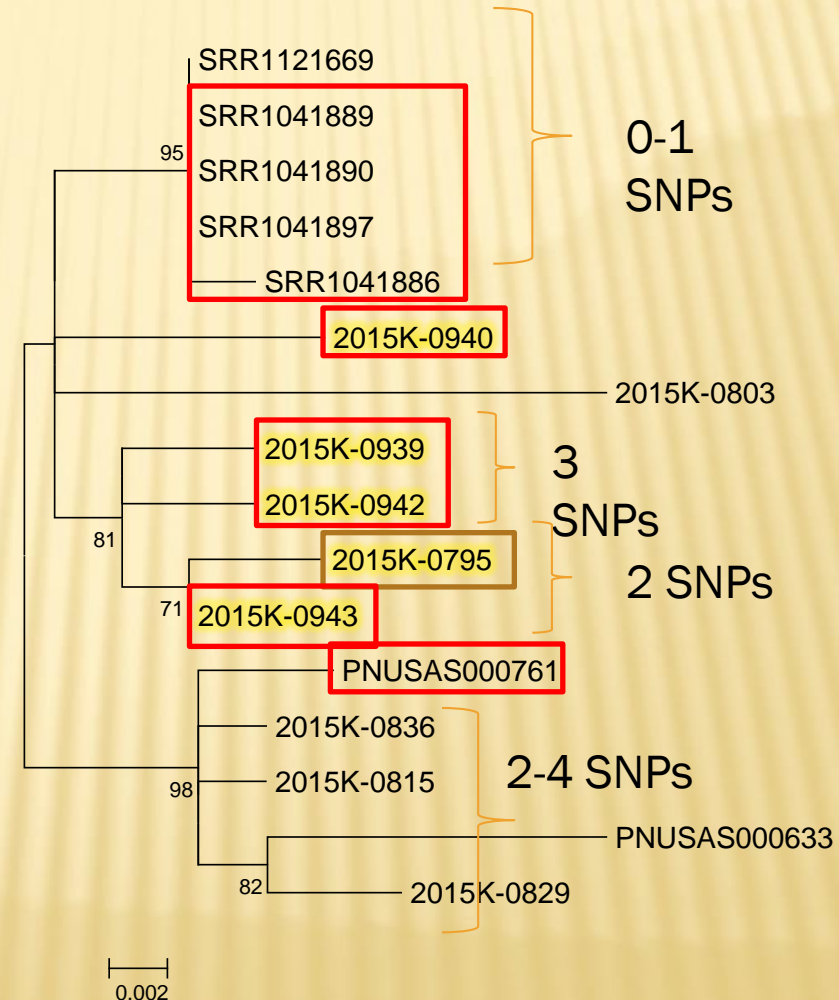 SRR1121669
SRR1041889
95
SRR1041890
0-1
SNPs
SRR1041897
SRR1041886
2015K-0940
2015K-0803
2015K-0939
3
SNPs
2015K-0942
81
2015K-0795
2 SNPs
71
2015K-0943
PNUSAS000761
2015K-0836
2-4 SNPs
2015K-0815
98
PNUSAS000633
82
2015K-0829
0.002